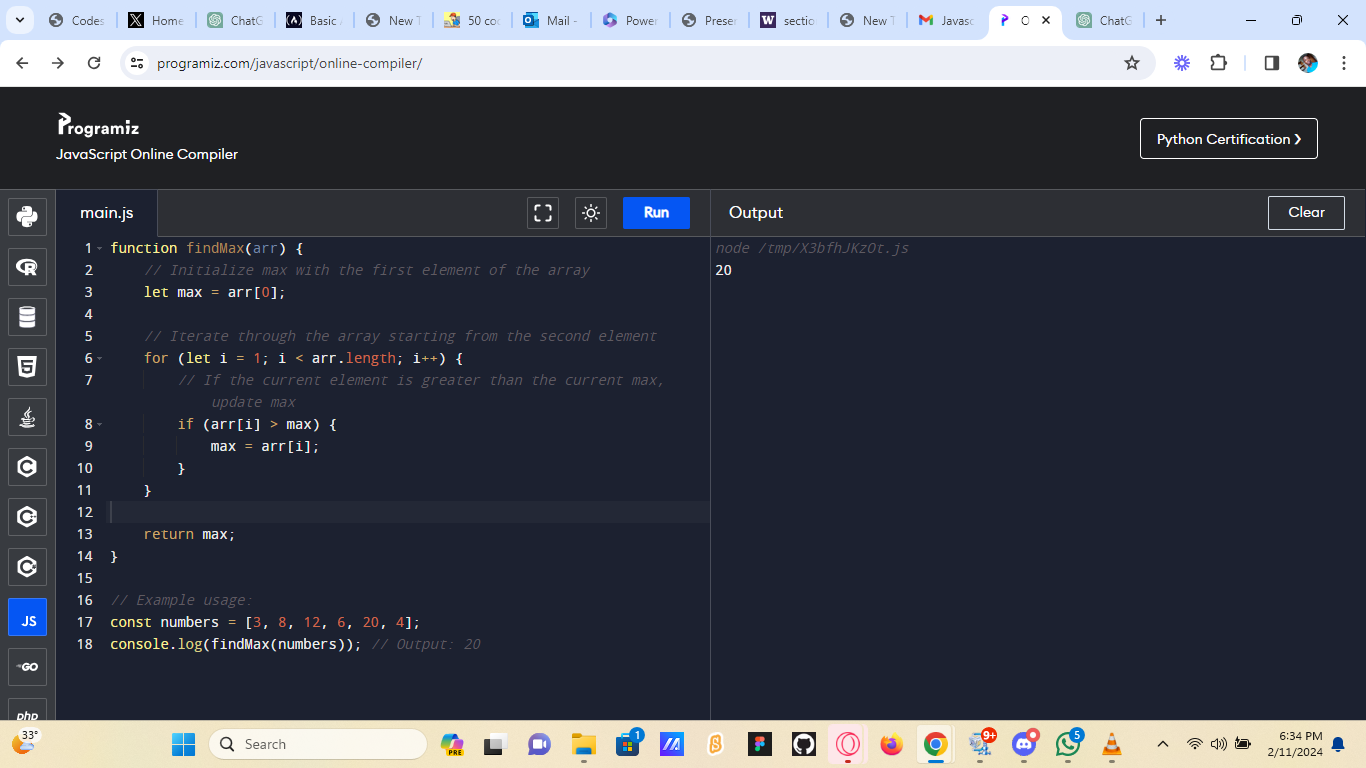 Codes
Home
ChatG
Basic
New T
ChatG
50 co
Mail -
Power
Preser
sectio
New T
Javasc
O
ChatG
programiz.com/javascript/online-compiler/
Programiz
JavaScript Online Compiler
Python Certification ❯
main.js
Run
Output
Clear
1 function findMax(arr) {
2 // Initialize max with the first element of the array
3 let max = arr[0];
4
5 // Iterate through the array starting from the second element
6 for (let i = 1; i < arr.length; i++) {
7 // If the current element is greater than the current max,
update max
8 if (arr[i] > max) {
9 max = arr[i];
10 }
11 }
12
13 return max;
14 }
15
16 // Example usage:
17 const numbers = [3, 8, 12, 6, 20, 4];
18 console.log(findMax(numbers)); // Output: 20
node /tmp/X3bfhJKzOt.js
20
JS
GO
php
33°
Search
PRE
1
9+
5
6:34 PM
2/11/2024